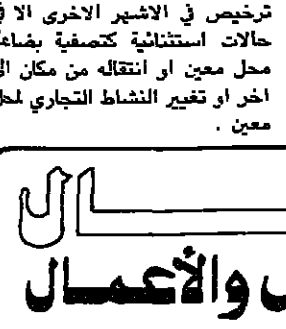 ترخيص في الاشهر الاخرى الا في
حالات استثنائية كتصفية بضاعة
محل معين او انتقاله من مكان الى
اخر او تغيير النشاط التجاري لمحل
معين .
ـال
والأعمال